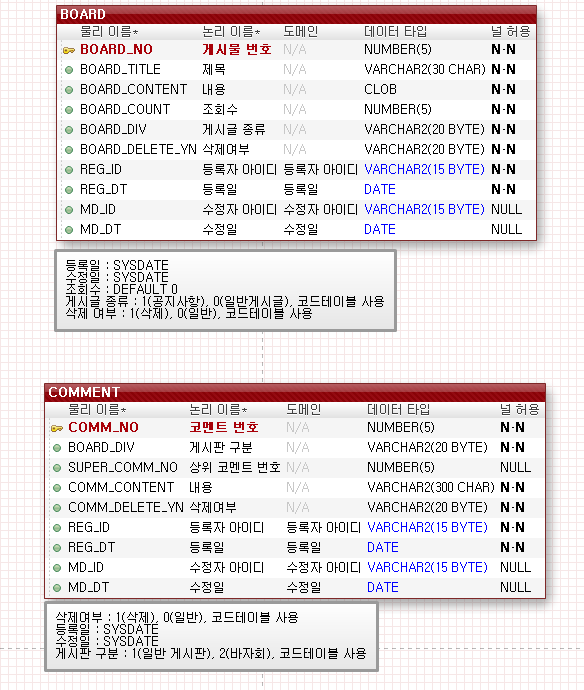 BOARD
물리 이름* 논리 이름* 도메인 데이터 타입 널 허용
BOARD_NO 게시물 번호 N/A NUMBER(5) N·N
BOARD_TITLE 제목 N/A VARCHAR2(30 CHAR) N·N
BOARD_CONTENT 내용 N/A CLOB N·N
BOARD_COUNT 조회수 N/A NUMBER(5) N·N
BOARD_DIV 게시글 종류 N/A VARCHAR2(20 BYTE) N·N
BOARD_DELETE_YN 삭제여부 N/A VARCHAR2(20 BYTE) N·N
REG_ID 등록자 아이디 등록자 아이디 VARCHAR2(15 BYTE) N·N
REG_DT 등록일 등록일 DATE N·N
MD_ID 수정자 아이디 수정자 아이디 VARCHAR2(15 BYTE) NULL
MD_DT 수정일 수정일 DATE NULL
등록일 : SYSDATE
수정일 : SYSDATE
조회수 : DEFAULT 0
게시글 종류 : 1(공지사항), 0(일반게시글), 코드테이블 사용
삭제 여부 : 1(삭제), 0(일반), 코드테이블 사용
COMMENT
물리 이름* 논리 이름* 도메인 데이터 타입 널 허용
COMM_NO 코멘트 번호 N/A NUMBER(5) N·N
BOARD_DIV 게시판 구분 N/A VARCHAR2(20 BYTE) N·N
SUPER_COMM_NO 상위 코멘트 번호 N/A NUMBER(5) NULL
COMM_CONTENT 내용 N/A VARCHAR2(300 CHAR) N·N
COMM_DELETE_YN 삭제여부 N/A VARCHAR2(20 BYTE) N·N
REG_ID 등록자 아이디 등록자 아이디 VARCHAR2(15 BYTE) N·N
REG_DT 등록일 등록일 DATE N·N
MD_ID 수정자 아이디 수정자 아이디 VARCHAR2(15 BYTE) NULL
MD_DT 수정일 수정일 DATE NULL
삭제여부 : 1(삭제), 0(일반), 코드테이블 사용
등록일 : SYSDATE
수정일 : SYSDATE
게시판 구분 : 1(일반 게시판), 2(바자회), 코드테이블 사용